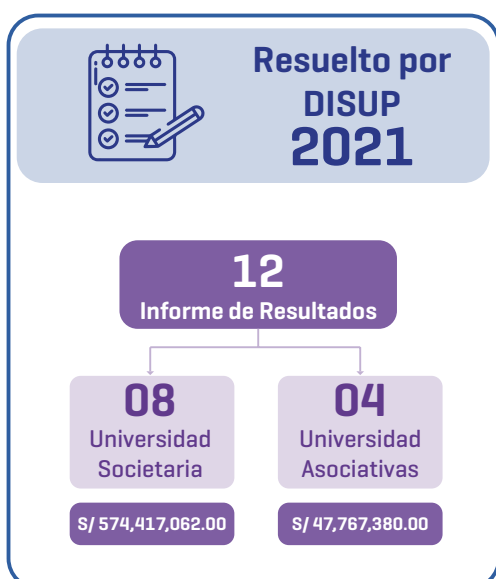 Resuelto por
DISUP
2021
12
Informe de Resultados
08
Universidad
Societaria
S/ 574,417,062.00
04
Universidad
Asociativas
S/ 47,767,380.00